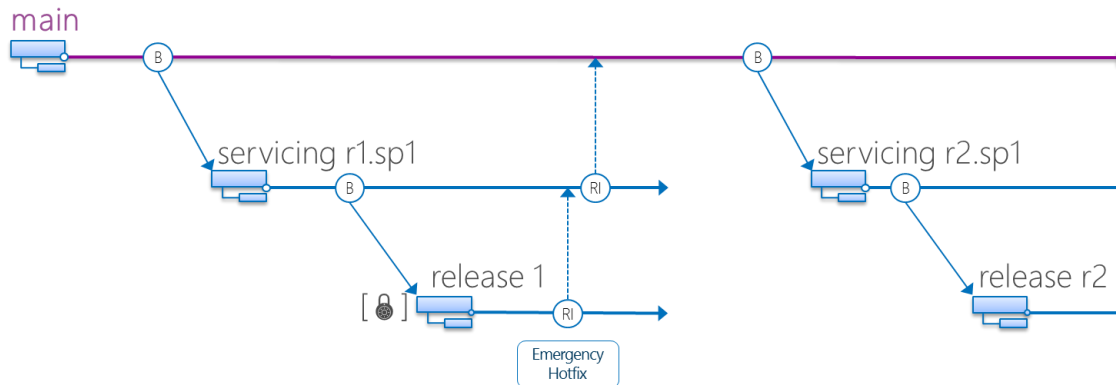 main
B
B
servicing r1.sp1
servicing r2.sp1
B
RI
B
release 1
release r2
[ ]
RI
Emergency
Hotfix